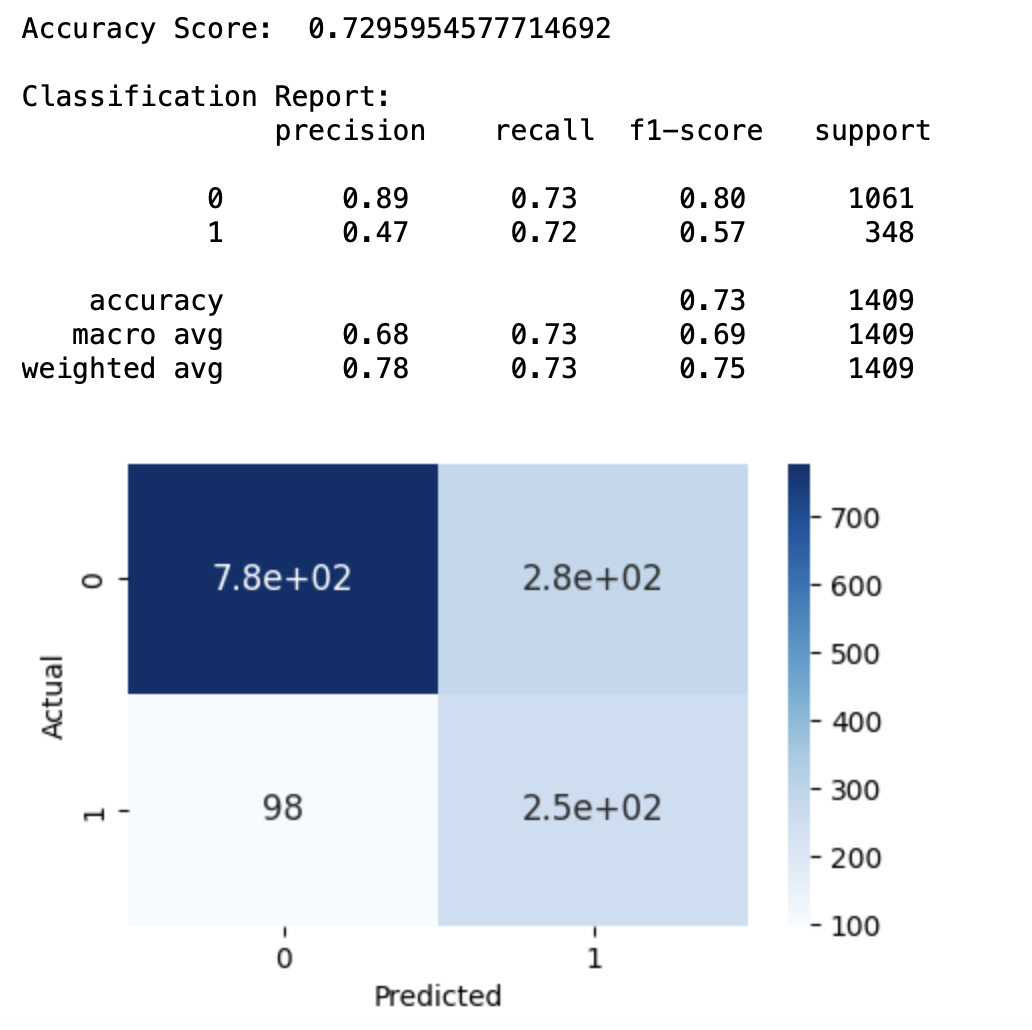 Accuracy Score:  0.7295954577714692
Classification Report:
precision recall f1-score support
0 0.89 0.73 0.80 1061
1 0.47 0.72 0.57 348
accuracy 0.73 1409
macro avg 0.68 0.73 0.69 1409
weighted avg 0.78 0.73 0.75 1409
700
7.8e+02 2.8e+02
0
600
500
Actual
400
300
98 2.5e+02
1
200
100
0 1
Predicted